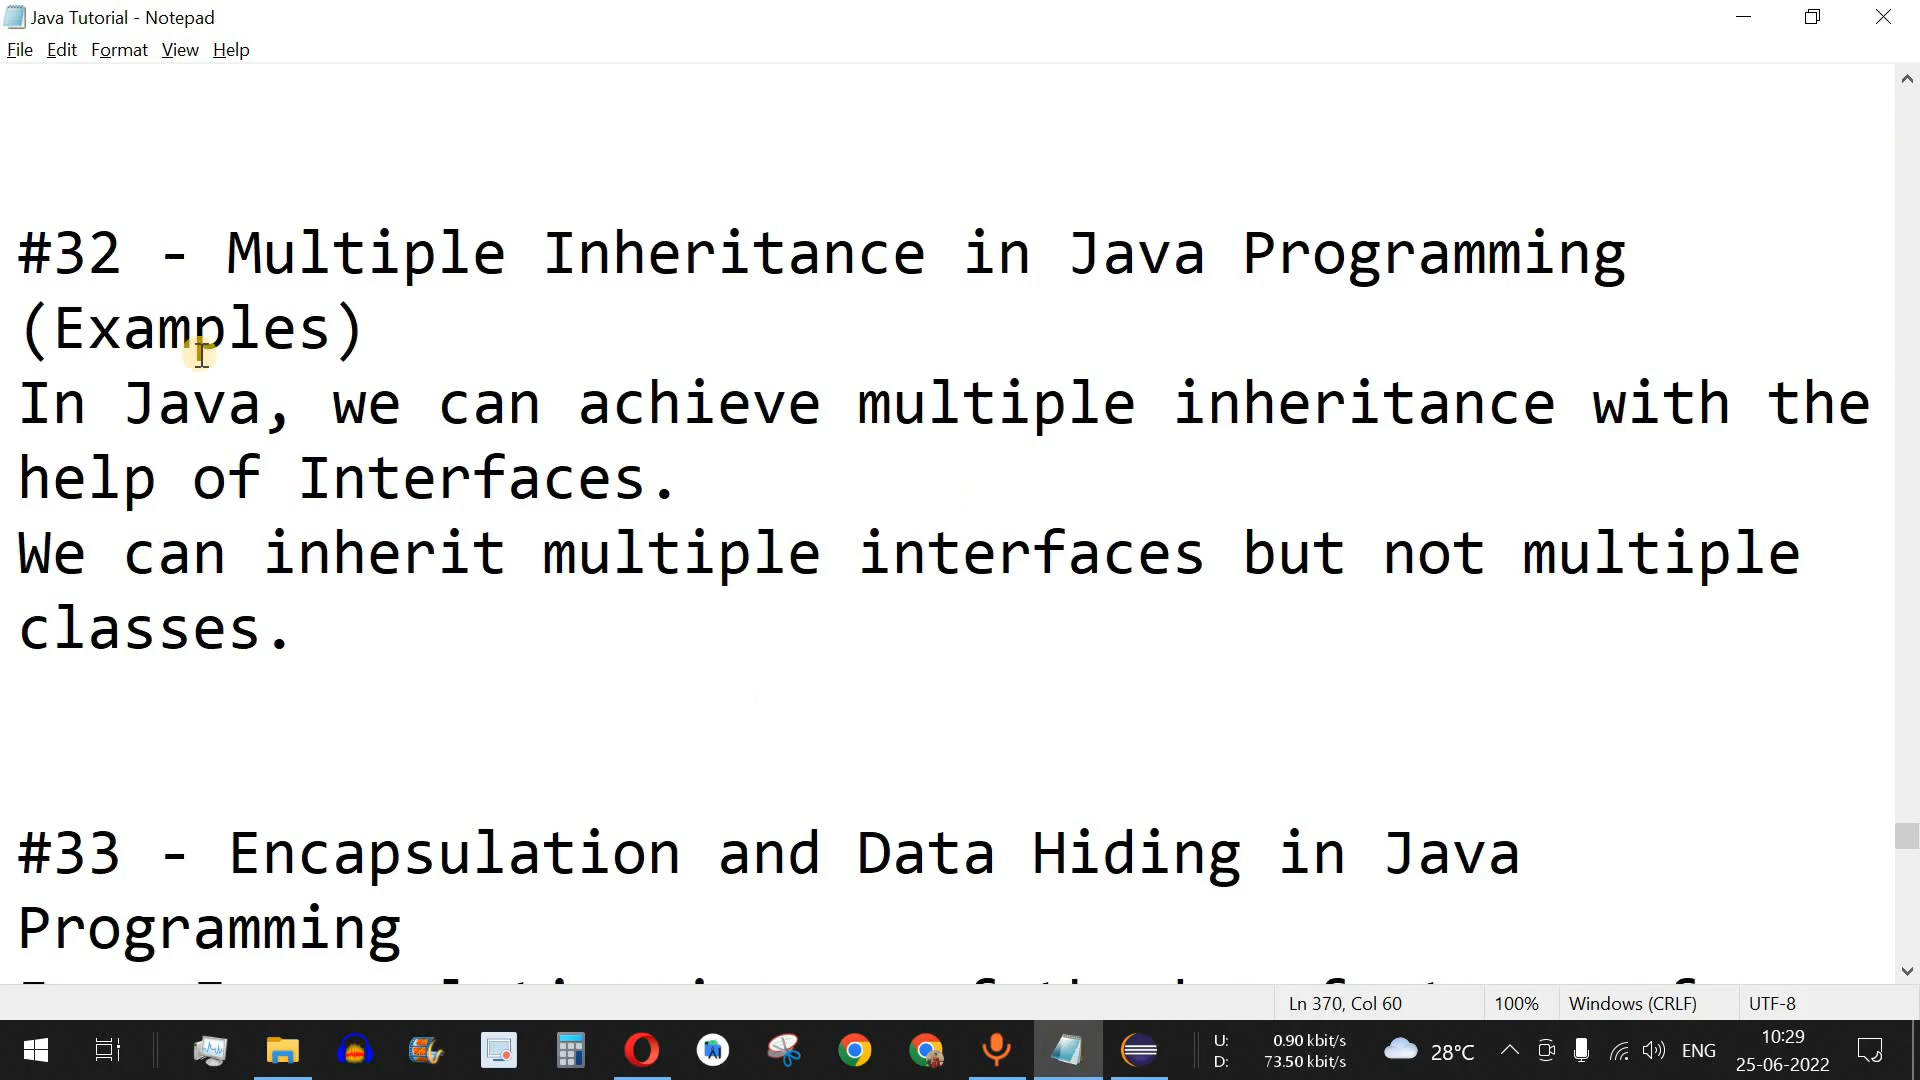 Java Tutorial - Notepad
File Edit Format View Help
#32 - Multiple Inheritance in Java Programming
(Examples)
In Java, we can achieve multiple inheritance with the
help of Interfaces.
We can inherit multiple interfaces but not multiple
classes.
#33 - Encapsulation and Data Hiding in Java
Programming
Ln 370, Col 60 100% Windows (CRLF) UTF-8
U: 0.90 kbit/s
D: 73.50 kbit/s
28°C
ENG
10:29
25-06-2022